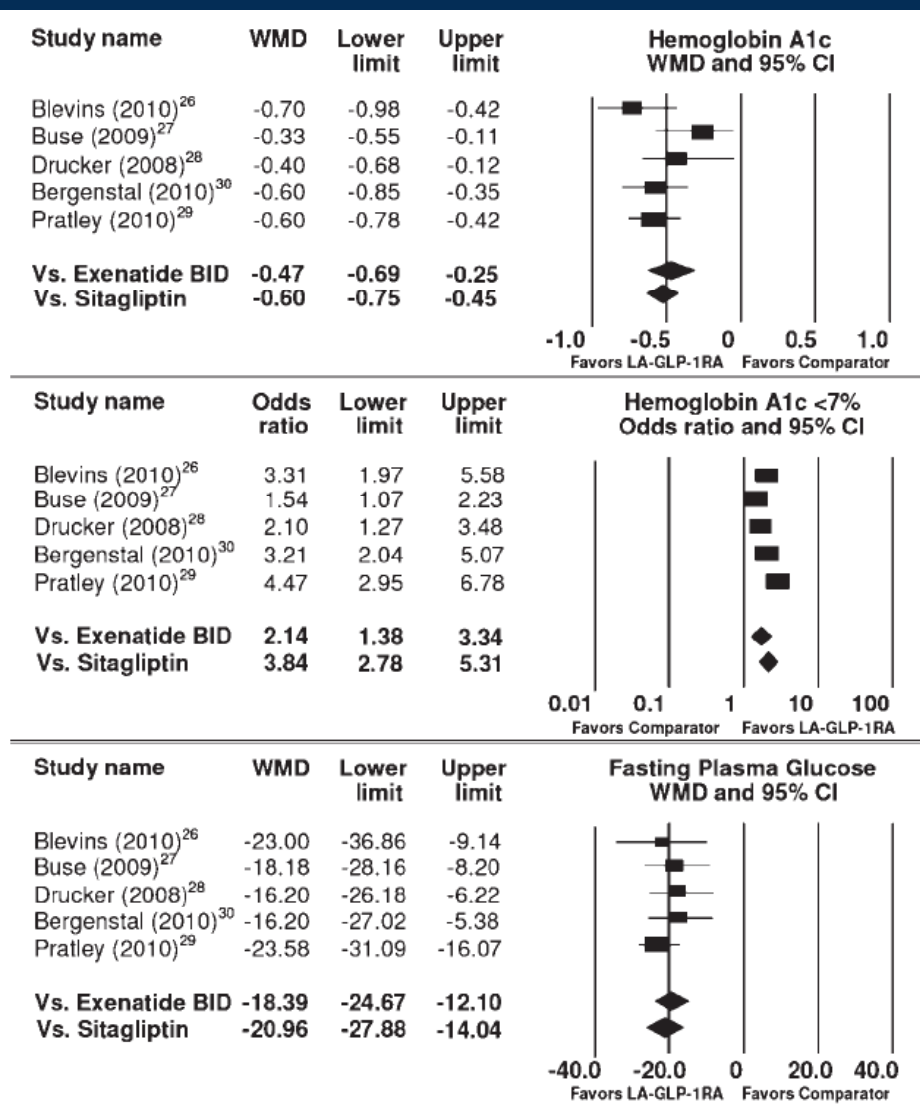 Study name WMD Lower limit Upper limit Hemoglobin A1c WMD and 95% CI
Blevins (2010)26 -0.70 -0.98 -0.42
Buse (2009)27 -0.33 -0.55 -0.11
Drucker (2008)28 -0.40 -0.68 -0.12
Bergenstal (2010)30 -0.60 -0.85 -0.35
Pratley (2010)29 -0.60 -0.78 -0.42
Vs. Exenatide BID -0.47 -0.69 -0.25
Vs. Sitagliptin -0.60 -0.75 -0.45
-1.0 -0.5 0 0.5 1.0
Favors LA-GLP-1RA Favors Comparator
Study name Odds ratio Lower limit Upper limit Hemoglobin A1c <7% Odds ratio and 95% CI
Blevins (2010)26 3.31 1.97 5.58
Buse (2009)27 1.54 1.07 2.23
Drucker (2008)28 2.10 1.27 3.48
Bergenstal (2010)30 3.21 2.04 5.07
Pratley (2010)29 4.47 2.95 6.78
Vs. Exenatide BID 2.14 1.38 3.34
Vs. Sitagliptin 3.84 2.78 5.31
0.01 0.1 1 10 100
Favors Comparator Favors LA-GLP-1RA
Study name WMD Lower limit Upper limit Fasting Plasma Glucose WMD and 95% CI
Blevins (2010)26 -23.00 -36.86 -9.14
Buse (2009)27 -18.18 -28.16 -8.20
Drucker (2008)28 -16.20 -26.18 -6.22
Bergenstal (2010)30 -16.20 -27.02 -5.38
Pratley (2010)29 -23.58 -31.09 -16.07
Vs. Exenatide BID -18.39 -24.67 -12.10
Vs. Sitagliptin -20.96 -27.88 -14.04
-40.0 -20.0 0 20.0 40.0
Favors LA-GLP-1RA Favors Comparator